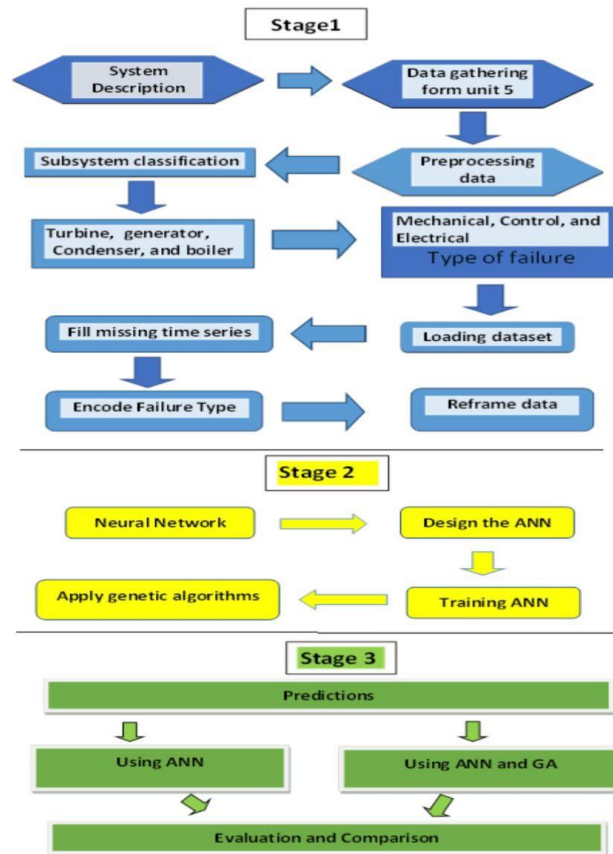 Stage1
System
Description
Data gathering
form unit 5
Subsystem classification
Preprocessing
data
Turbine, generator,
Condenser, and boiler
Mechanical, Control, and
Electrical
Type of failure
Fill missing time series
Loading dataset
Encode Failure Type
Reframe data
Stage 2
Neural Network
Design the ANN
Apply genetic algorithms
Training ANN
Stage 3
Predictions
Using ANN
Using ANN and GA
Evaluation and Comparison